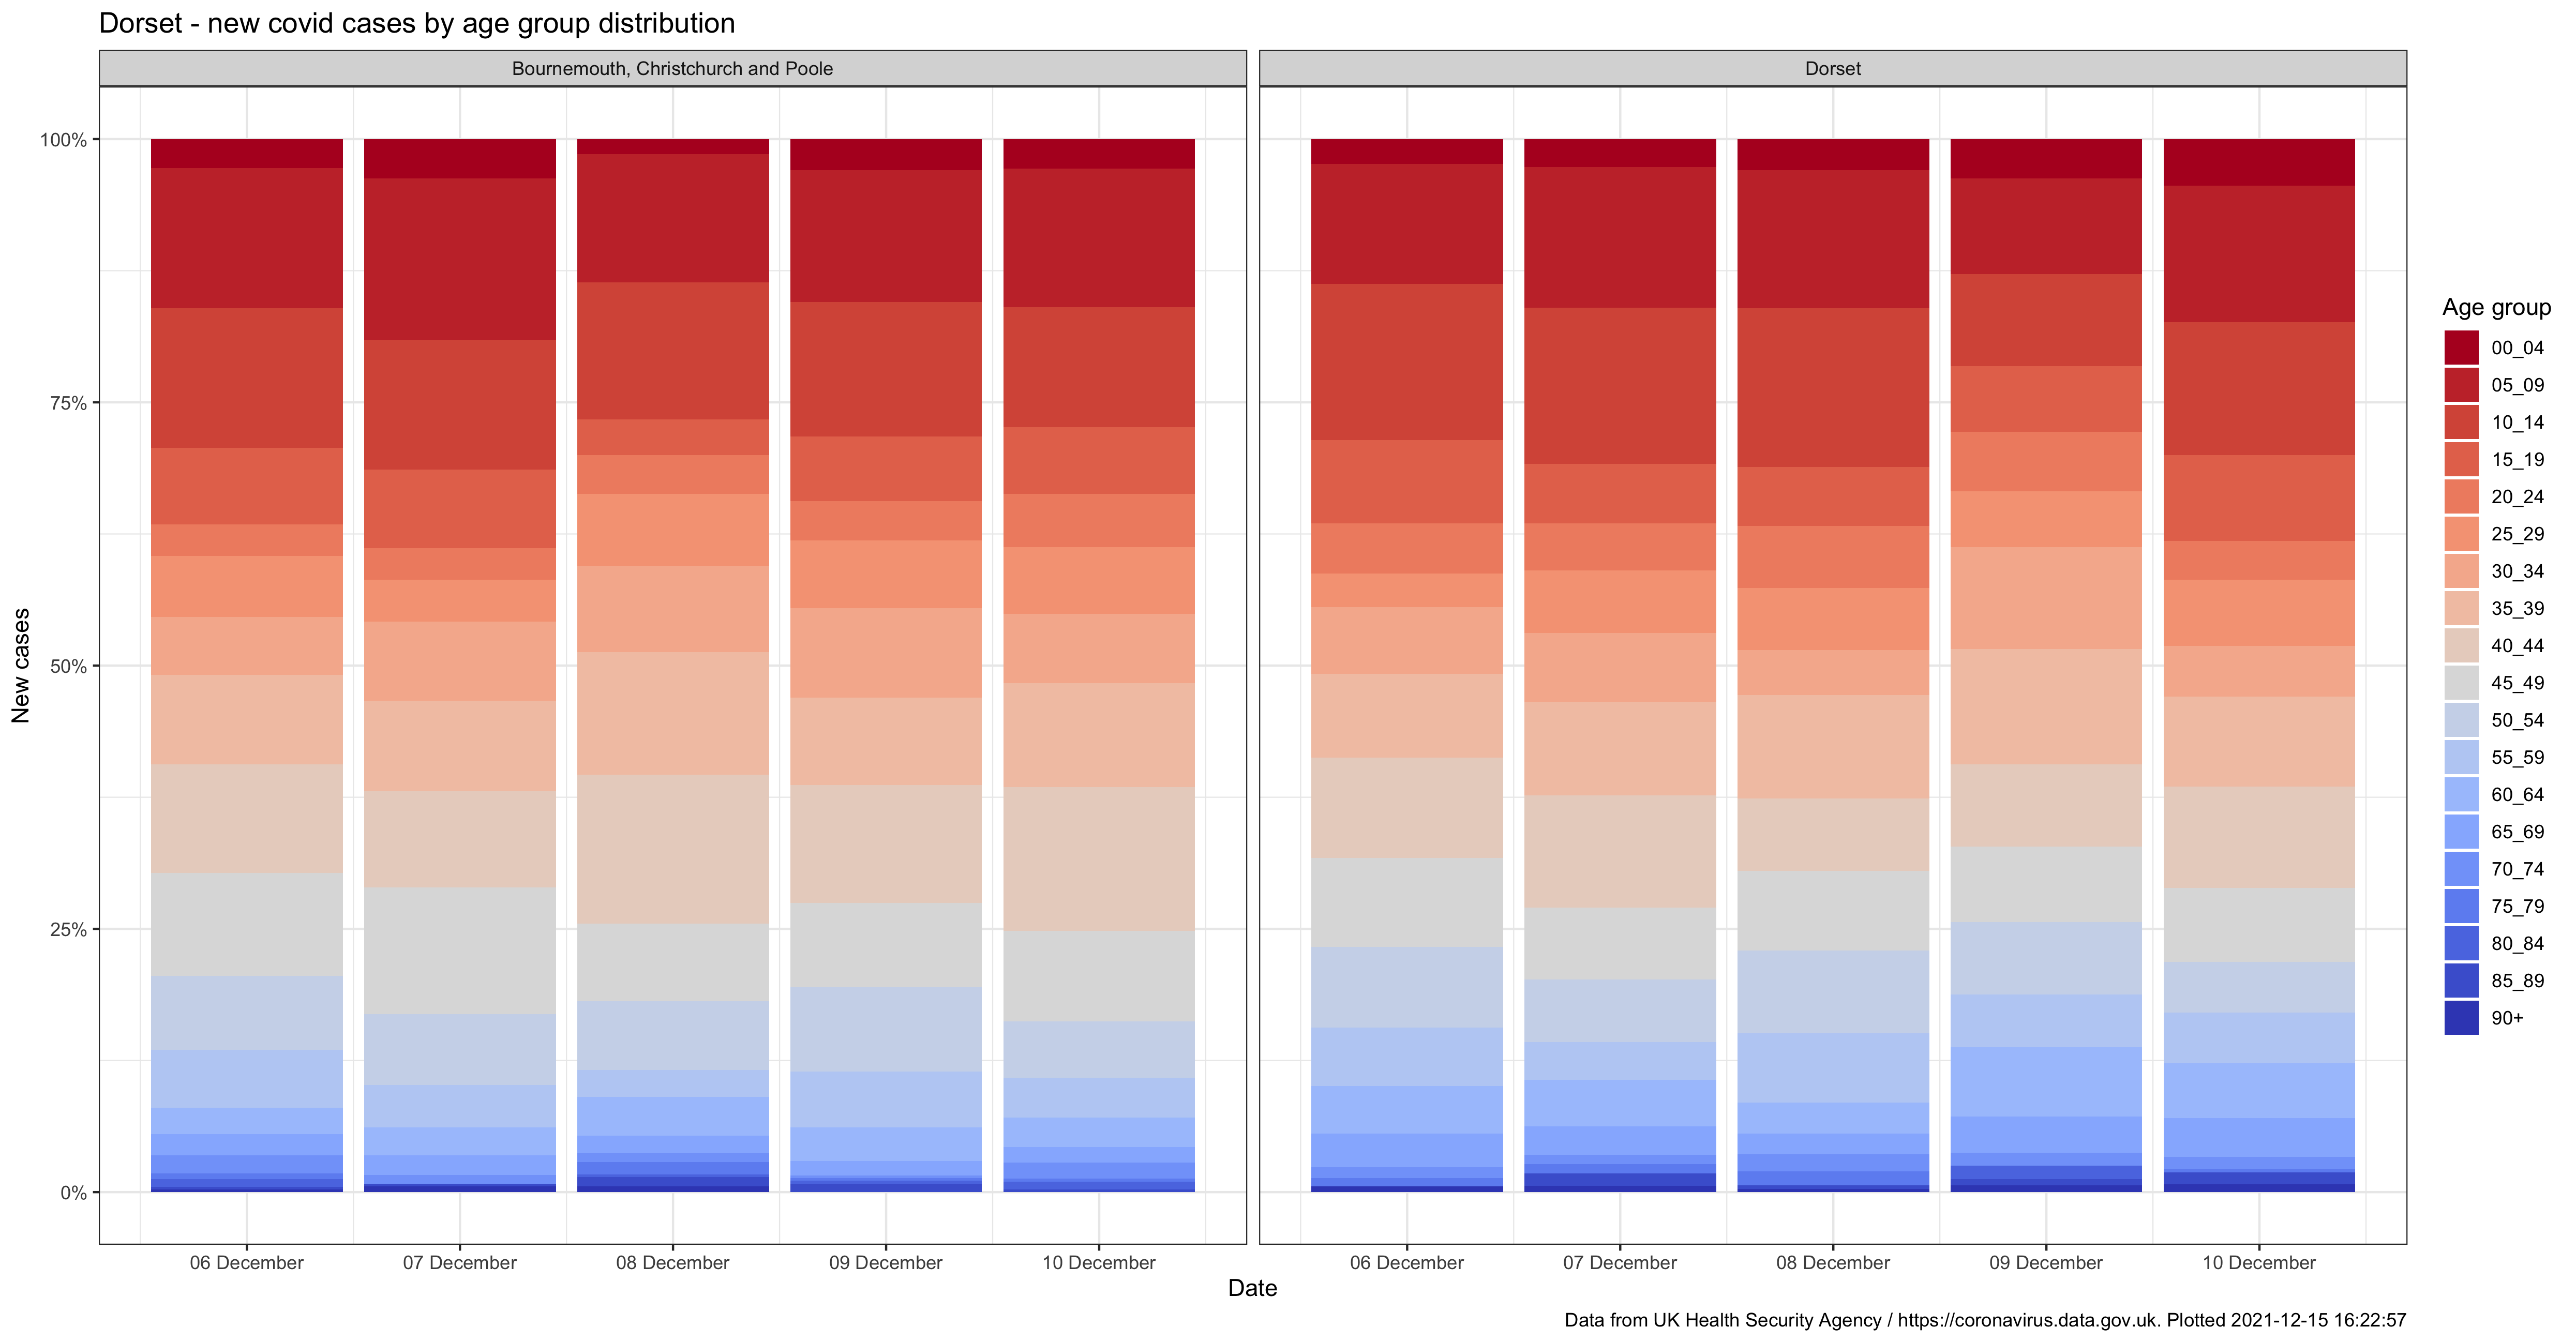 Dorset - new covid cases by age group distribution
Bournemouth, Christchurch and Poole
Dorset
New cases
100%
75%
50%
25%
0%
06 December
07 December
08 December
09 December
10 December
06 December
07 December
08 December
09 December
10 December
Date
Age group
00_04
05_09
10_14
15_19
20_24
25_29
30_34
35_39
40_44
45_49
50_54
55_59
60_64
65_69
70_74
75_79
80_84
85_89
90+
Data from UK Health Security Agency / https://coronavirus.data.gov.uk. Plotted 2021-12-15 16:22:57